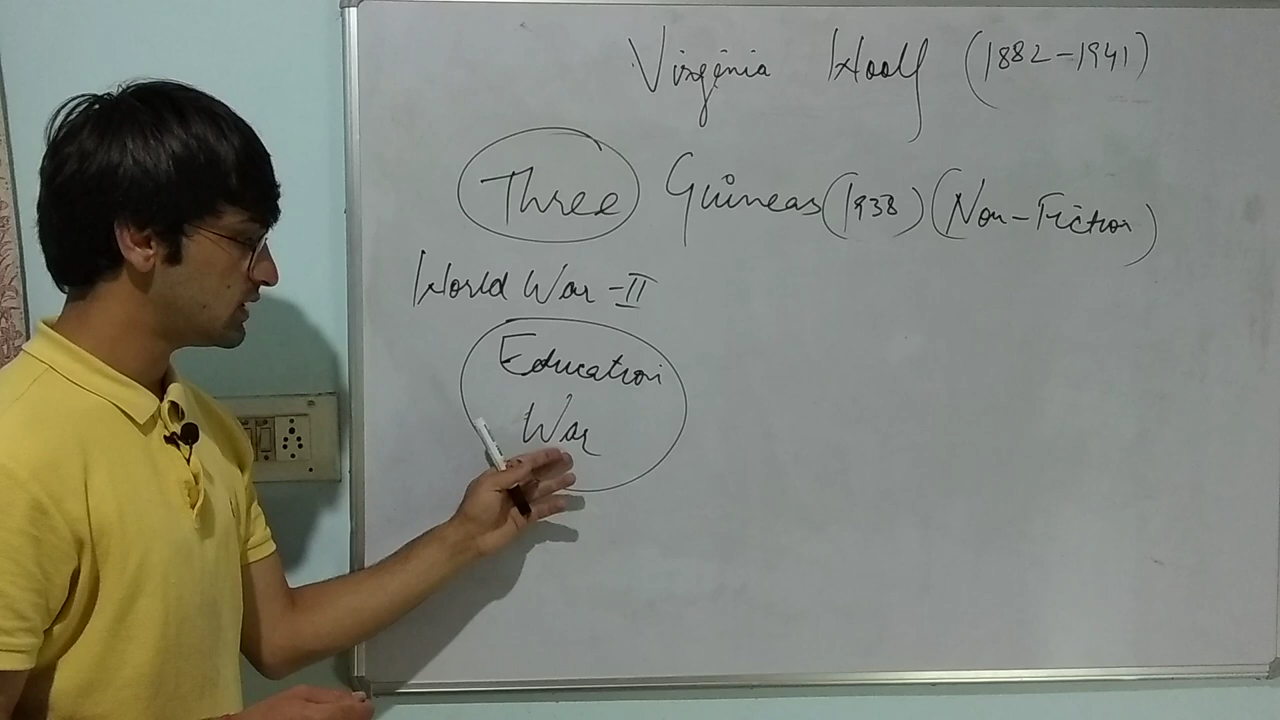 Virginia Woolf (1882-1941)
Three Guineas (1938) (Non-Fiction)
World War-II
Education
War